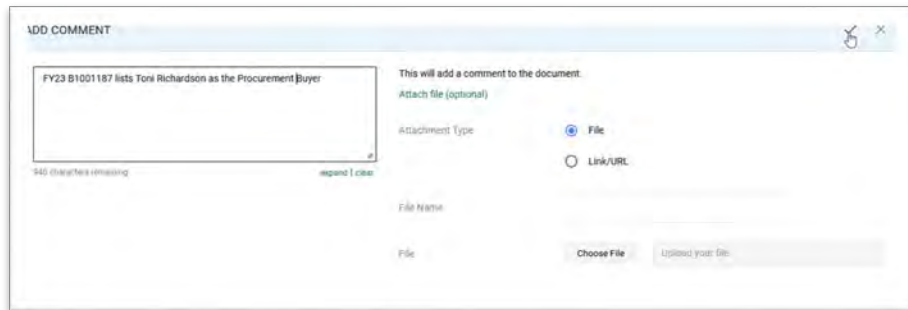 ADD COMMENT
FY23 B1001187 lists Toni Richardson as the Procurement Buyer
940 characters remaining
expand | clear
This will add a comment to the document.
Attach file (optional)
Attachment Type
File
Link/URL
File Name
File
Choose File
Upload your file